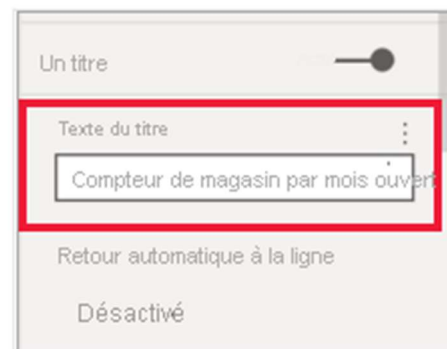 Un titre
Texte du titre
Compteur de magasin par mois ouvert
Retour automatique à la ligne
Désactivé